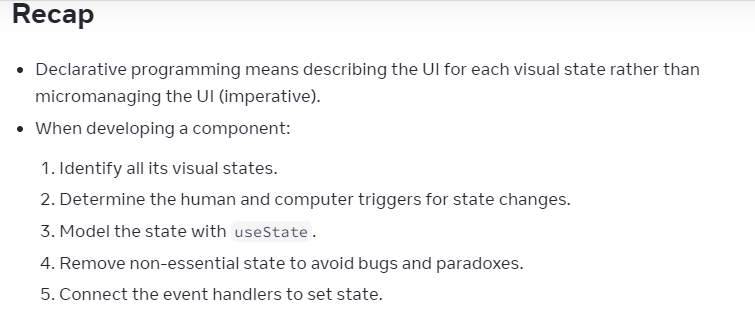 Recap
• Declarative programming means describing the UI for each visual state rather than
micromanaging the UI (imperative).
• When developing a component:
1. Identify all its visual states.
2. Determine the human and computer triggers for state changes.
3. Model the state with useState.
4. Remove non-essential state to avoid bugs and paradoxes.
5. Connect the event handlers to set state.